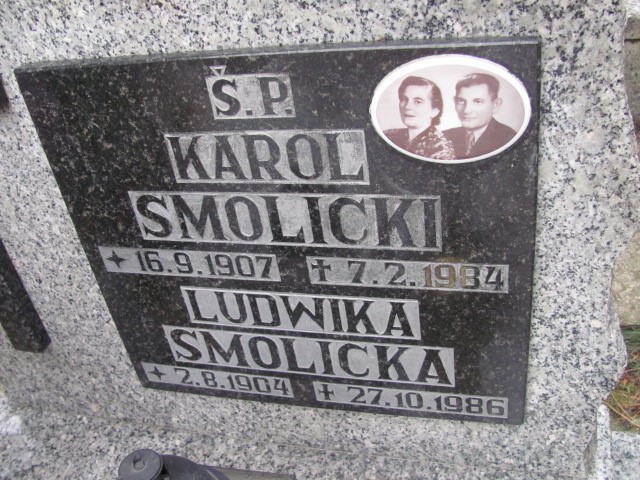 Ś.P.
KAROL
SMOLICKI
16.9.1907 7.2.1984
LUDWIKA
SMOLICKA
2.8.1904 27.10.1986